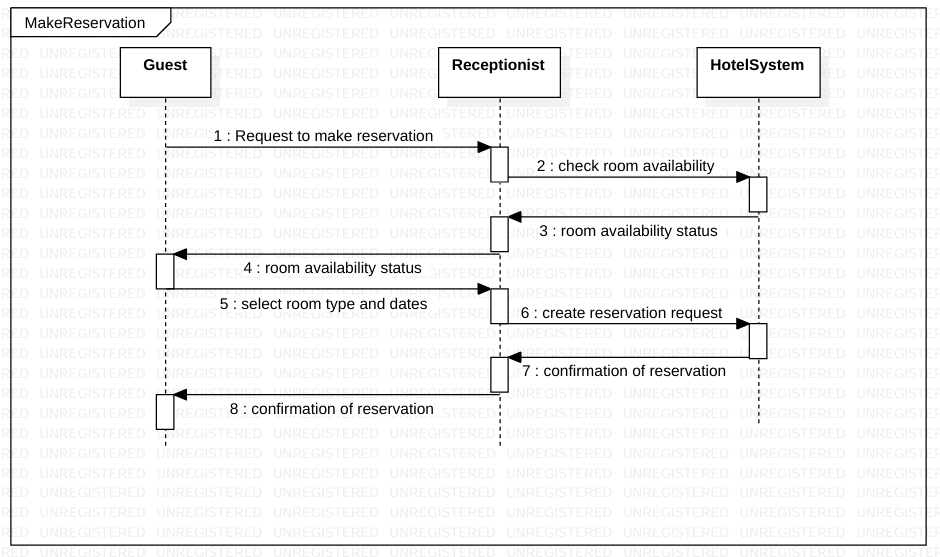 MakeReservation
Guest
Receptionist
HotelSystem
1 : Request to make reservation
2 : check room availability
3 : room availability status
4 : room availability status
5 : select room type and dates
6 : create reservation request
7 : confirmation of reservation
8 : confirmation of reservation
UNREGISTERED